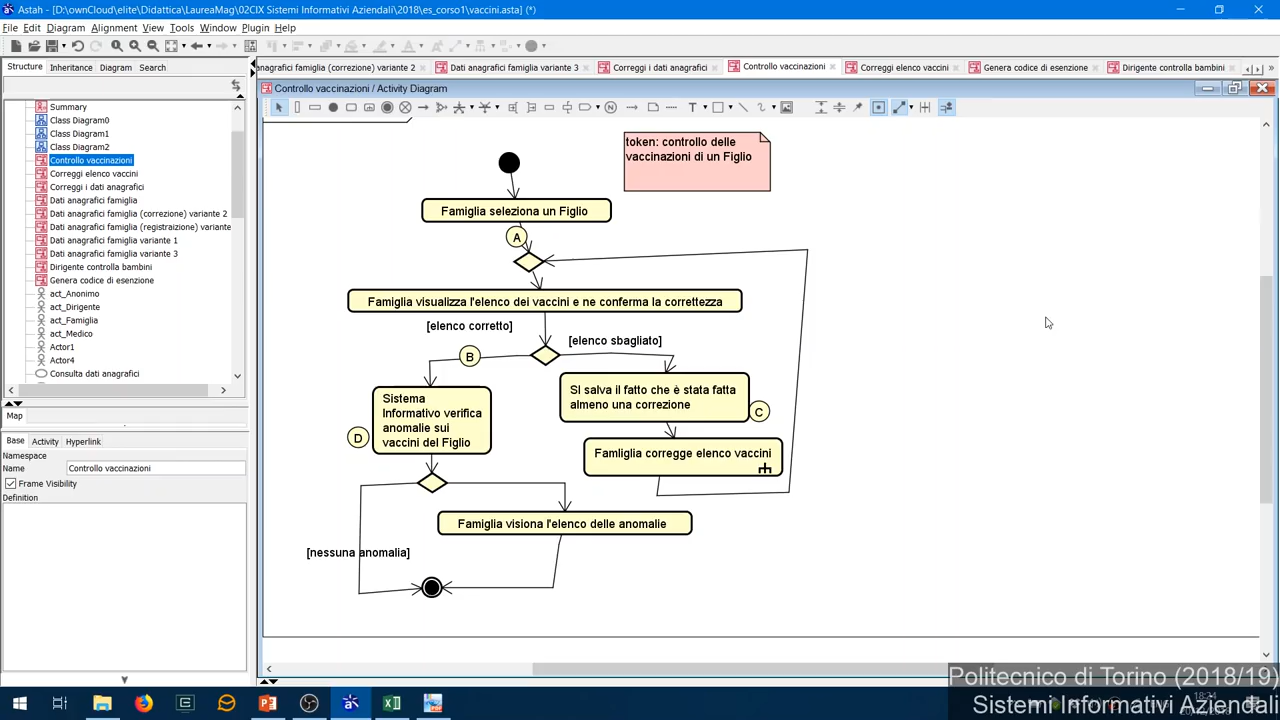 Astah - [D:\ownCloud\elite\Didattica\LaureaMag\02CIX Sistemi Informativi Aziendali\2018\es_corso1\vaccini.asta] (*)
File Edit Diagram Alignment View Tools Window Plugin Help
Structure Inheritance Diagram Search
anagrafici famiglia (correzione) variante 2
Dati anagrafici famiglia variante 3
Correggi i dati anagrafici
Controllo vaccinazioni
Correggi elenco vaccini
Genera codice di esenzione
Dirigente controlla bambini
Controllo vaccinazioni / Activity Diagram
Summary
Class Diagram0
Class Diagram1
Class Diagram2
Controllo vaccinazioni
Correggi elenco vaccini
Correggi i dati anagrafici
Dati anagrafici famiglia
Dati anagrafici famiglia (correzione) variante 2
Dati anagrafici famiglia (registraizione) variante
Dati anagrafici famiglia variante 1
Dati anagrafici famiglia variante 3
Dirigente controlla bambini
Genera codice di esenzione
act_Anonimo
act_Dirigente
act_Famiglia
act_Medico
Actor1
Actor4
Consulta dati anagrafici
Map
Base Activity Hyperlink
Namespace
Name Controllo vaccinazioni
Frame Visibility
Definition
token: controllo delle
vaccinazioni di un Figlio
Famiglia seleziona un Figlio
A
Famiglia visualizza l'elenco dei vaccini e ne conferma la correttezza
[elenco corretto]
[elenco sbagliato]
B
Sistema
Informativo verifica
anomalie sui
vaccini del Figlio
D
SI salva il fatto che è stata fatta
almeno una correzione
C
Famliglia corregge elenco vaccini
Famiglia visiona l'elenco delle anomalie
[nessuna anomalia]
Politecnico di Torino (2018/19)
Sistemi Informativi Aziendali
18:24